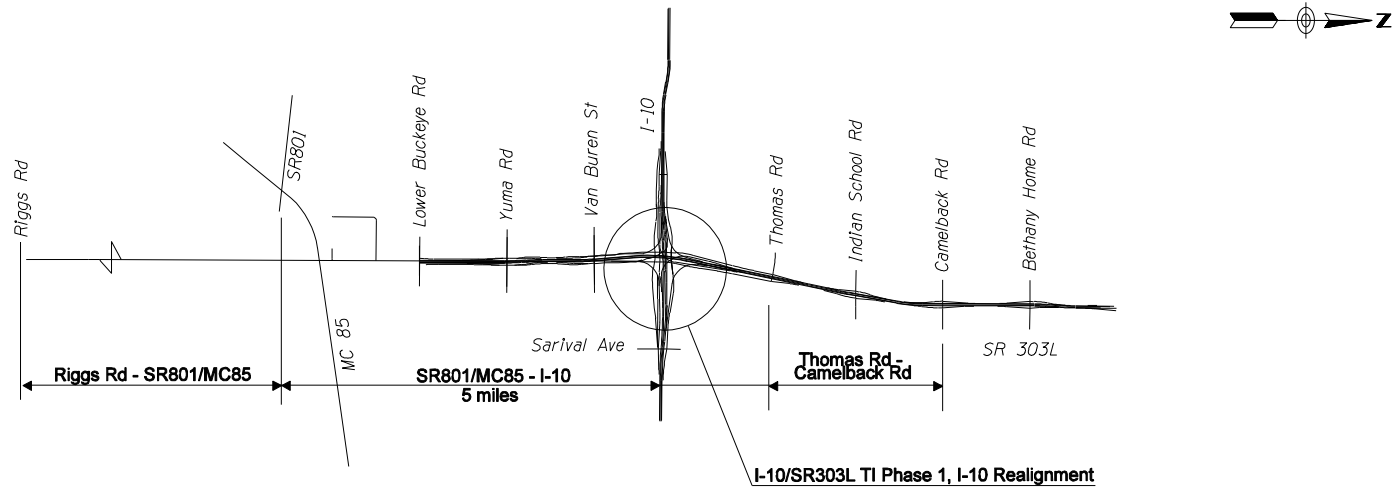 Z
Riggs Rd
SR801
Lower Buckeye Rd
Yuma Rd
Van Buren St
I-10
Thomas Rd
Indian School Rd
Camelback Rd
Bethany Home Rd
MC 85
Sarival Ave
SR 303L
Riggs Rd - SR801/MC85
SR801/MC85 - I-10
5 miles
Thomas Rd -
Camelback Rd
I-10/SR303L TI Phase 1, I-10 Realignment